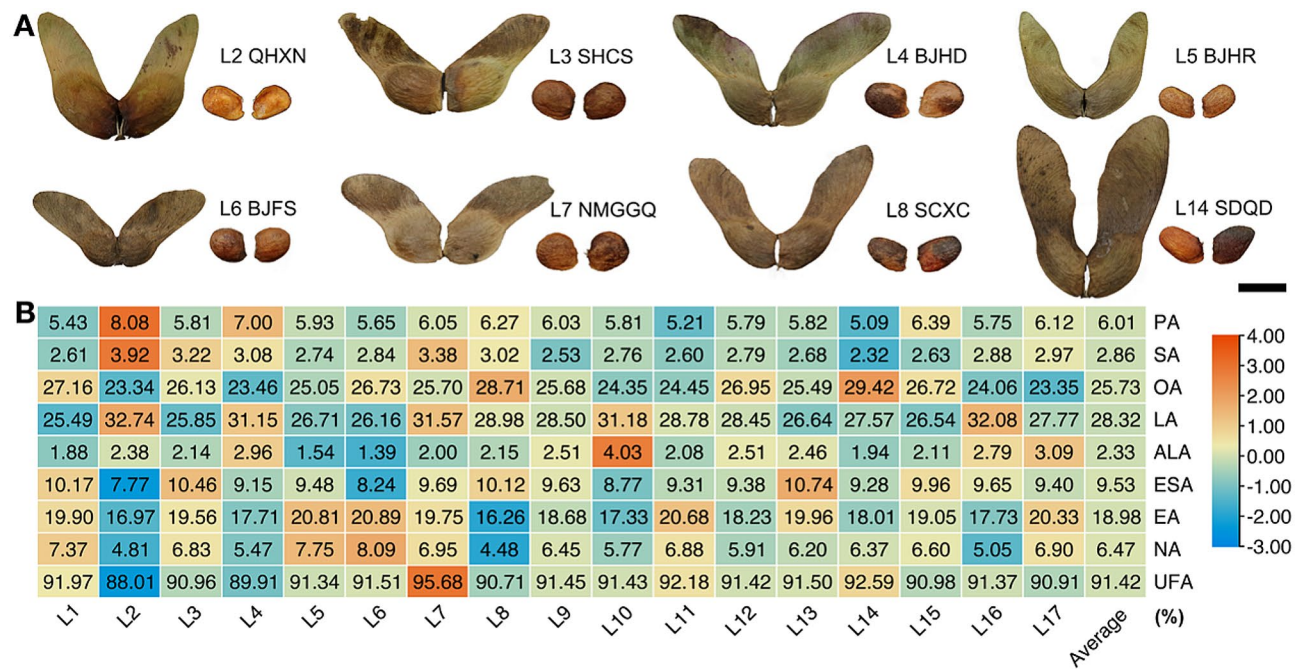 A
L2 QHXN
L3 SHCS
L4 BJHD
L5 BJHR
L6 BJFS
L7 NMGGQ
L8 SCXC
L14 SDQD
B
5.43 8.08 5.81 7.00 5.93 5.65 6.05 6.27 6.03 5.81 5.21 5.79 5.82 5.09 6.39 5.75 6.12 6.01 PA
2.61 3.92 3.22 3.08 2.74 2.84 3.38 3.02 2.53 2.76 2.60 2.79 2.68 2.32 2.63 2.88 2.97 2.86 SA
27.16 23.34 26.13 23.46 25.05 26.73 25.70 28.71 25.68 24.35 24.45 26.95 25.49 29.42 26.72 24.06 23.35 25.73 OA
25.49 32.74 25.85 31.15 26.71 26.16 31.57 28.98 28.50 31.18 28.78 28.45 26.64 27.57 26.54 32.08 27.77 28.32 LA
1.88 2.38 2.14 2.96 1.54 1.39 2.00 2.15 2.51 4.03 2.08 2.51 2.46 1.94 2.11 2.79 3.09 2.33 ALA
10.17 7.77 10.46 9.15 9.48 8.24 9.69 10.12 9.63 8.77 9.31 9.38 10.74 9.28 9.96 9.65 9.40 9.53 ESA
19.90 16.97 19.56 17.71 20.81 20.89 19.75 16.26 18.68 17.33 20.68 18.23 19.96 18.01 19.05 17.73 20.33 18.98 EA
7.37 4.81 6.83 5.47 7.75 8.09 6.95 4.48 6.45 5.77 6.88 5.91 6.20 6.37 6.60 5.05 6.90 6.47 NA
91.97 88.01 90.96 89.91 91.34 91.51 95.68 90.71 91.45 91.43 92.18 91.42 91.50 92.59 90.98 91.37 90.91 91.42 UFA
L1 L2 L3 L4 L5 L6 L7 L8 L9 L10 L11 L12 L13 L14 L15 L16 L17 Average (%)
4.00
3.00
2.00
1.00
0.00
-1.00
-2.00
-3.00